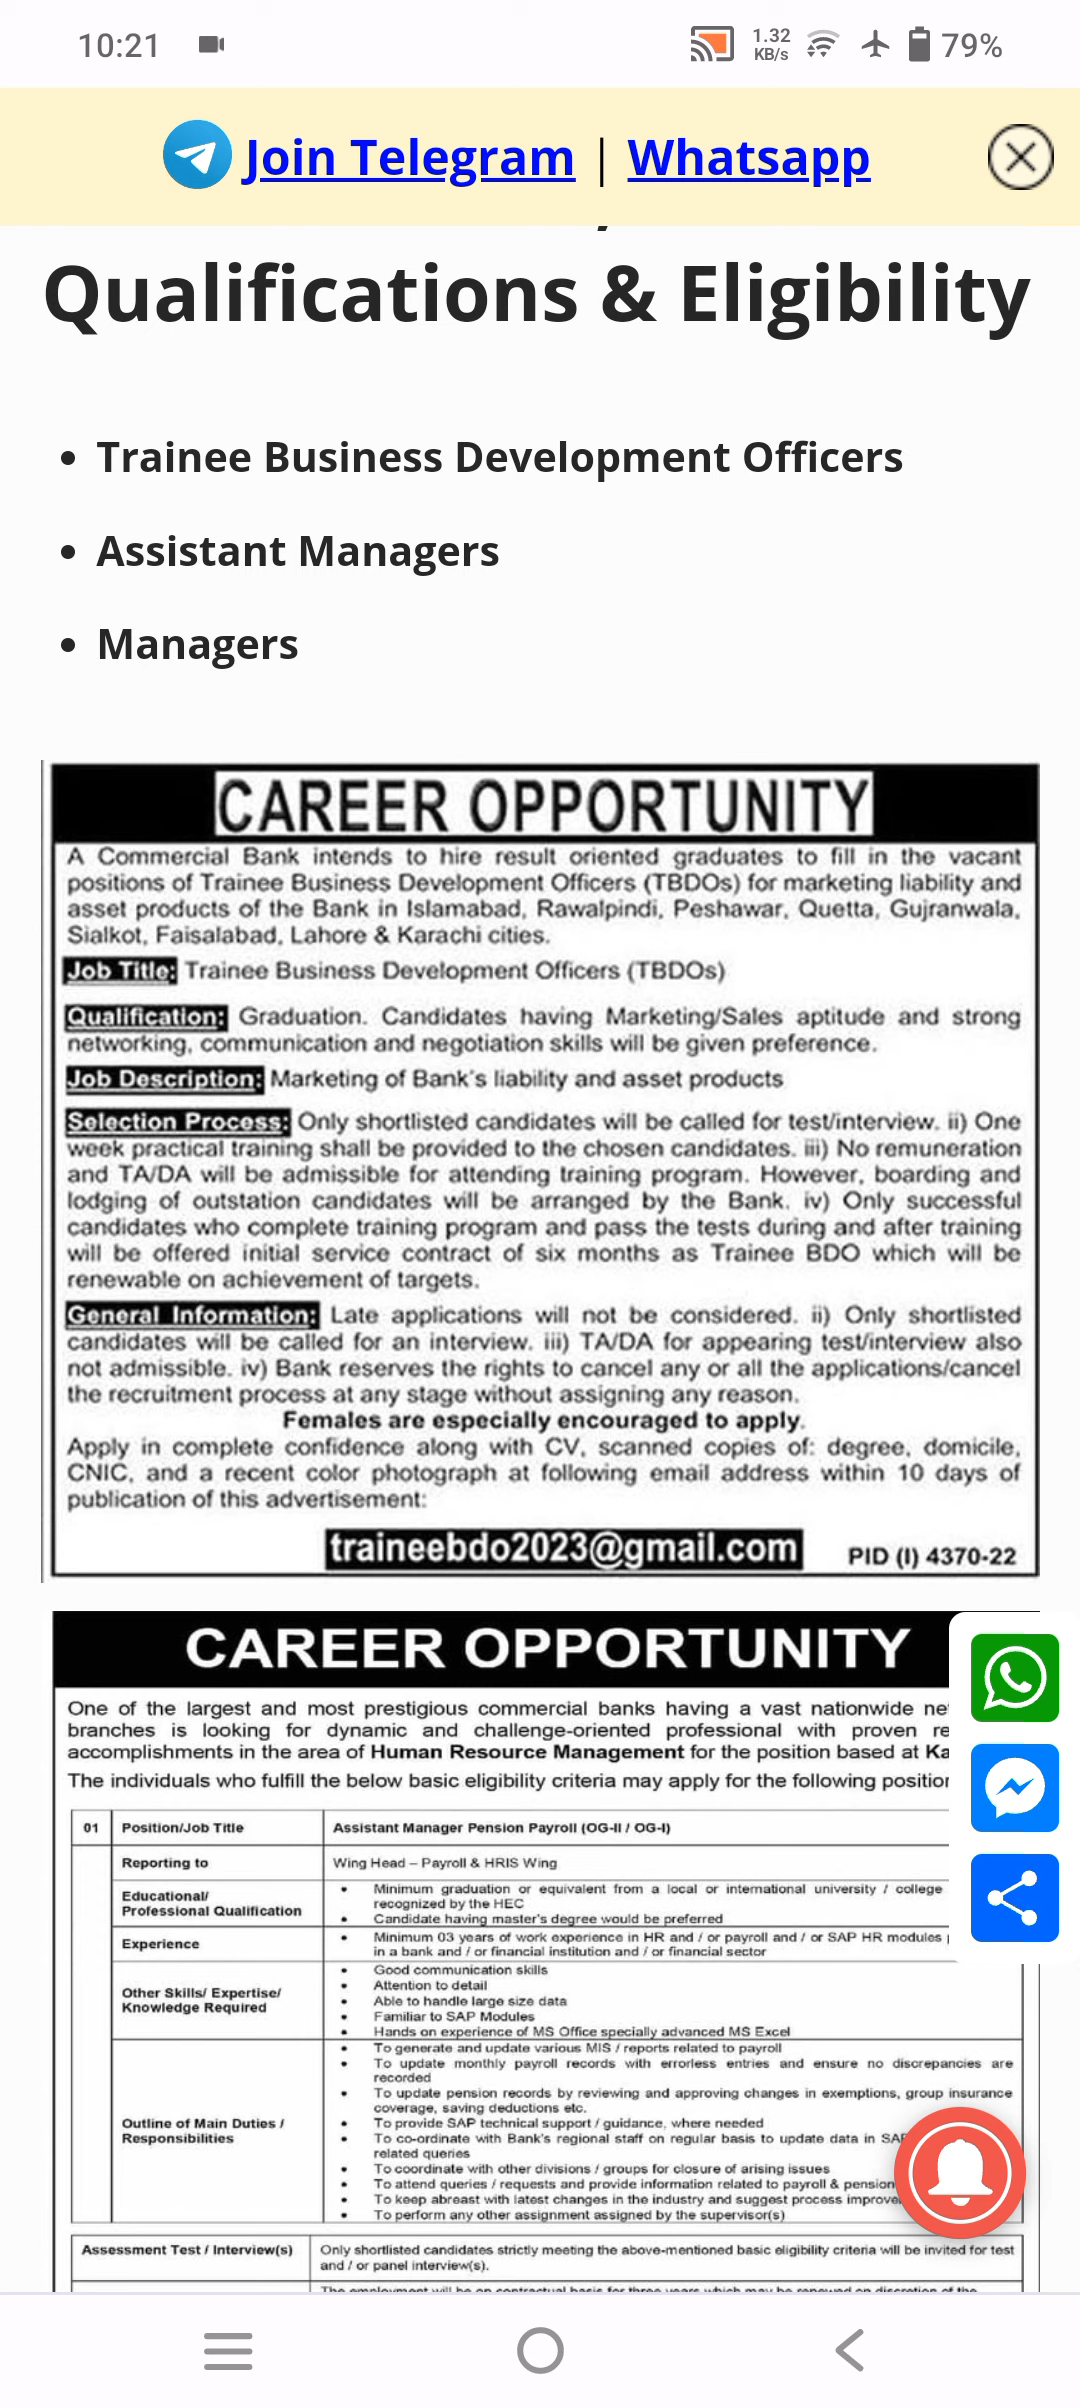 10:21
1.32
KB/s
79%
Join Telegram | Whatsapp
Qualifications & Eligibility
• Trainee Business Development Officers
• Assistant Managers
• Managers
CAREER OPPORTUNITY
A Commercial Bank intends to hire result oriented graduates to fill in the vacant
positions of Trainee Business Development Officers (TBDOs) for marketing liability and
asset products of the Bank in Islamabad, Rawalpindi, Peshawar, Quetta, Gujranwala,
Sialkot, Faisalabad, Lahore & Karachi cities.
Job Title: Trainee Business Development Officers (TBDOs)
Qualification: Graduation. Candidates having Marketing/Sales aptitude and strong
networking, communication and negotiation skills will be given preference.
Job Description: Marketing of Bank's liability and asset products
Selection Process: Only shortlisted candidates will be called for test/interview. ii) One
week practical training shall be provided to the chosen candidates. iii) No remuneration
and TA/DA will be admissible for attending training program. However, boarding and
lodging of outstation candidates will be arranged by the Bank. iv) Only successful
candidates who complete training program and pass the tests during and after training
will be offered initial service contract of six months as Trainee BDO which will be
renewable on achievement of targets.
General Information: Late applications will not be considered. ii) Only shortlisted
candidates will be called for an interview. iii) TA/DA for appearing test/interview also
not admissible. iv) Bank reserves the rights to cancel any or all the applications/cancel
the recruitment process at any stage without assigning any reason.
Females are especially encouraged to apply.
Apply in complete confidence along with CV, scanned copies of: degree, domicile,
CNIC, and a recent color photograph at following email address within 10 days of
publication of this advertisement:
traineebdo2023@gmail.com PID (I) 4370-22
CAREER OPPORTUNITY
One of the largest and most prestigious commercial banks having a vast nationwide
branches is looking for dynamic and challenge-oriented professional with proven
accomplishments in the area of Human Resource Management for the position based at
The individuals who fulfill the below basic eligibility criteria may apply for the following
01 Position/Job Title Assistant Manager Pension Payroll (OG-II / OG-I)
Reporting to Wing Head – Payroll & HRIS Wing
Educational/
Professional Qualification
• Minimum graduation or equivalent from a local or international university / college
recognized by the HEC
• Candidate having master's degree would be preferred
Experience
• Minimum 03 years of work experience in HR and / or payroll and / or SAP HR modules
in a bank and / or financial institution and / or financial sector
Other Skills/ Expertise/
Knowledge Required
• Good communication skills
• Attention to detail
• Able to handle large size data
• Familiar to SAP Modules
• Hands on experience of MS Office specially advanced MS Excel
Outline of Main Duties /
Responsibilities
• To generate and update various MIS / reports related to payroll
• To update monthly payroll records with errorless entries and ensure no discrepancies are
recorded
• To update pension records by reviewing and approving changes in exemptions, group insurance
coverage, saving deductions etc.
• To provide SAP technical support / guidance, where needed
• To co-ordinate with Bank's regional staff on regular basis to update data in
related queries
• To coordinate with other divisions / groups for closure of arising issues
• To attend queries / requests and provide information related to payroll & pension
• To keep abreast with latest changes in the industry and suggest process
• To perform any other assignment assigned by the supervisor(s)
Assessment Test / Interview(s) Only shortlisted candidates strictly meeting the above-mentioned basic eligibility criteria will be invited for test
and / or panel interview(s).